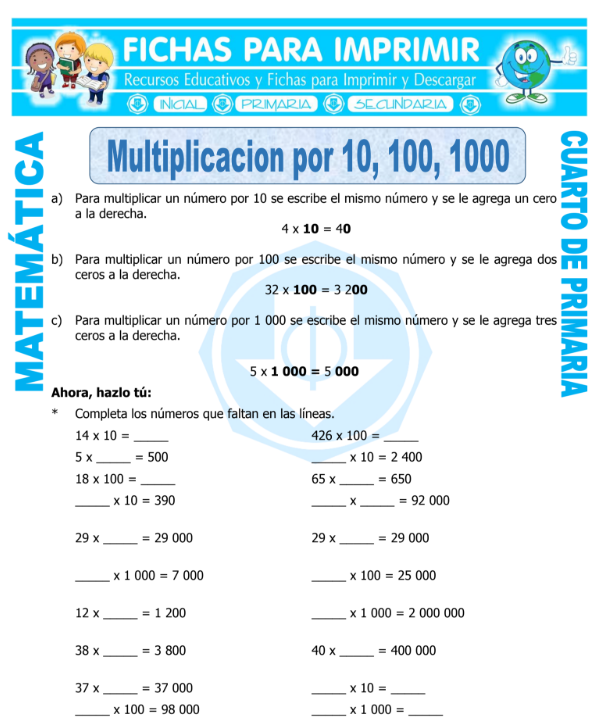 FICHAS PARA IMPRIMIR
Recursos Educativos y Fichas para Imprimir y Descargar
INICIAL PRIMARIA SECUNDARIA
MATEMÁTICA
CUARTO DE PRIMARIA
Multiplicacion por 10, 100, 1000
a) Para multiplicar un número por 10 se escribe el mismo número y se le agrega un cero
a la derecha.
4 x 10 = 40
b) Para multiplicar un número por 100 se escribe el mismo número y se le agrega dos
ceros a la derecha.
32 x 100 = 3 200
c) Para multiplicar un número por 1 000 se escribe el mismo número y se le agrega tres
ceros a la derecha.
5 x 1 000 = 5 000
Ahora, hazlo tú:
* Completa los números que faltan en las líneas.
14 x 10 = _____ 426 x 100 = _____
5 x _____ = 500 _____ x 10 = 2 400
18 x 100 = _____ 65 x _____ = 650
_____ x 10 = 390 _____ x _____ = 92 000
29 x _____ = 29 000 29 x _____ = 29 000
_____ x 1 000 = 7 000 _____ x 100 = 25 000
12 x _____ = 1 200 _____ x 1 000 = 2 000 000
38 x _____ = 3 800 40 x _____ = 400 000
37 x _____ = 37 000 _____ x 10 = _____
_____ x 100 = 98 000 _____ x 1 000 = _____